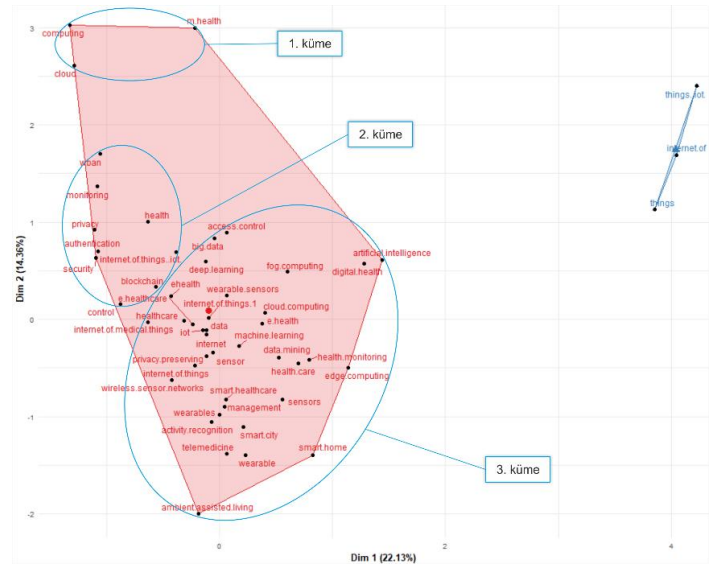 computing
m.health
1. küme
cloud
things..iot.
2. küme
internet.of
wban
monitoring
things
health
privacy
access.control
authentication
big.data
artificial.intelligence
internet.of.things..iot
security
deep.learning
fog.computing
digital.health
blockchain
ehealth
wearable.sensors
e.healthcare
internet.of.things.1
control
cloud.computing
healthcare
data
e.health
internet.of.medical.things
iot
internet
machine.learning
privacy.preserving
sensor
data.mining
health.monitoring
internet.of.things
health.care
edge.computing
wireless.sensor.networks
smart.healthcare
wearables
management
sensors
activity.recognition
smart.city
telemedicine
smart.home
wearable
3. küme
ambient.assisted.living
3
2
1
0
-1
-2
Dim 2 (14.36%)
0
2
4
Dim 1 (22.13%)